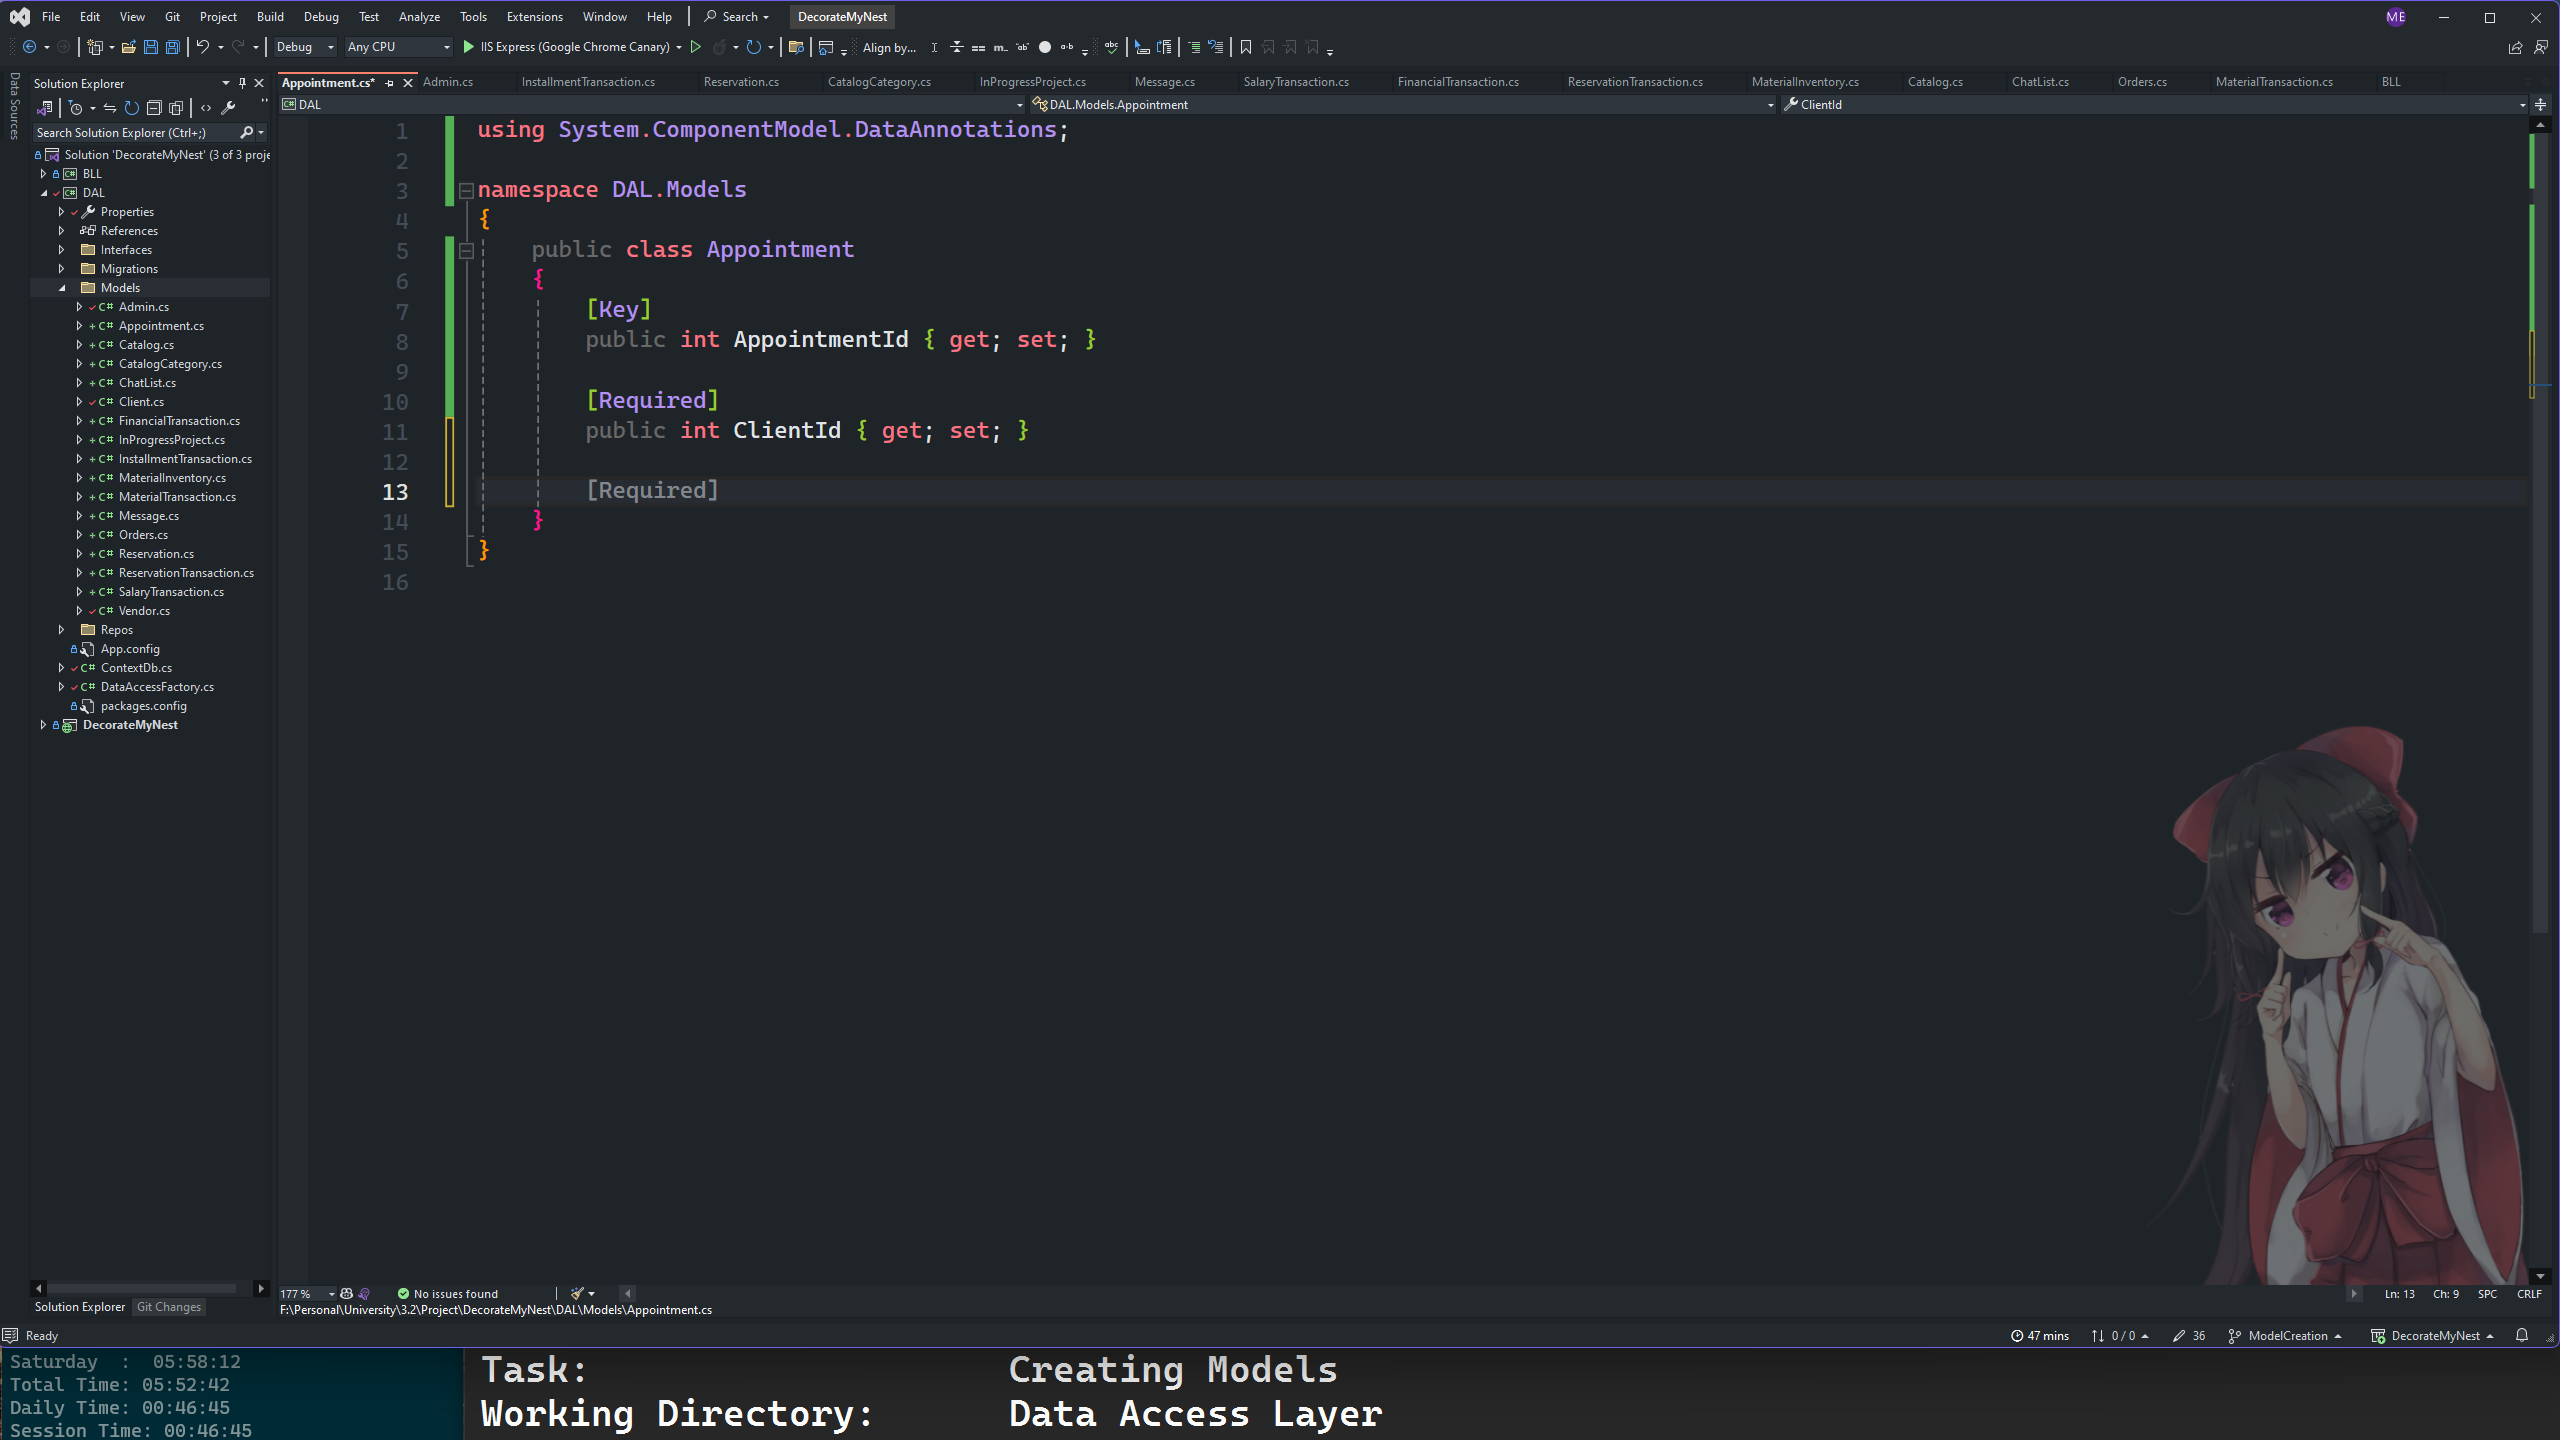 File Edit View Git Project Build Debug Test Analyze Tools Extensions Window Help Search DecorateMyNest ME
Debug Any CPU IIS Express (Google Chrome Canary) Align by...
Data Sources
Solution Explorer
Search Solution Explorer (Ctrl+;)
Solution 'DecorateMyNest' (3 of 3 proje
BLL
DAL
Properties
References
Interfaces
Migrations
Models
C# Admin.cs
C# Appointment.cs
C# Catalog.cs
C# CatalogCategory.cs
C# ChatList.cs
C# Client.cs
C# FinancialTransaction.cs
C# InProgressProject.cs
C# InstallmentTransaction.cs
C# MaterialInventory.cs
C# MaterialTransaction.cs
C# Message.cs
C# Orders.cs
C# Reservation.cs
C# ReservationTransaction.cs
C# SalaryTransaction.cs
C# Vendor.cs
Repos
App.config
C# ContextDb.cs
C# DataAccessFactory.cs
packages.config
DecorateMyNest
Solution Explorer Git Changes
Appointment.cs* Admin.cs InstallmentTransaction.cs Reservation.cs CatalogCategory.cs InProgressProject.cs Message.cs SalaryTransaction.cs FinancialTransaction.cs ReservationTransaction.cs MaterialInventory.cs Catalog.cs ChatList.cs Orders.cs MaterialTransaction.cs BLL
DAL DAL.Models.Appointment ClientId
1 using System.ComponentModel.DataAnnotations;
2
3 namespace DAL.Models
4 {
5 public class Appointment
6 {
7 [Key]
8 public int AppointmentId { get; set; }
9
10 [Required]
11 public int ClientId { get; set; }
12
13 [Required]
14 }
15 }
16
177 % No issues found Ln: 13 Ch: 9 SPC CRLF
F:\Personal\University\3.2\Project\DecorateMyNest\DAL\Models\Appointment.cs
Ready 47 mins 0 / 0 36 ModelCreation DecorateMyNest
Saturday : 05:58:12
Total Time: 05:52:42
Daily Time: 00:46:45
Session Time: 00:46:45
Task: Creating Models
Working Directory: Data Access Layer